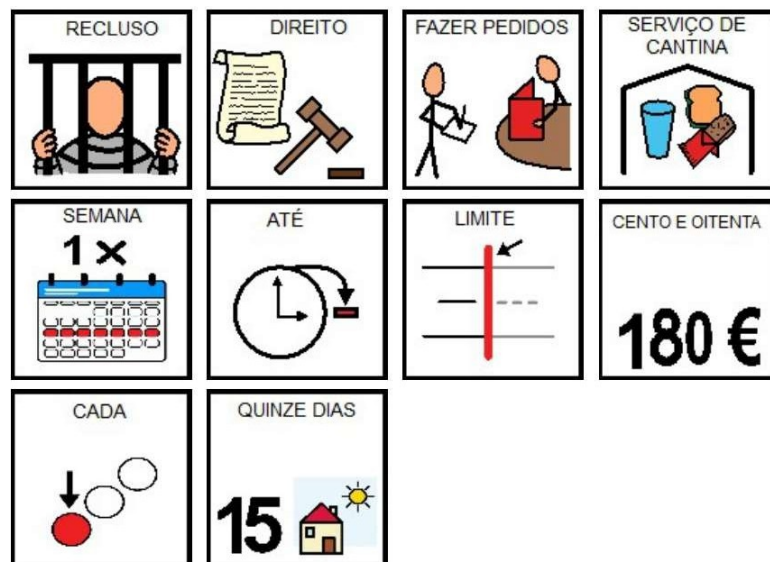 RECLUSO
DIREITO
FAZER PEDIDOS
SERVIÇO DE
CANTINA
SEMANA
1 ×
ATÉ
LIMITE
CENTO E OITENTA
180 €
CADA
QUINZE DIAS
15